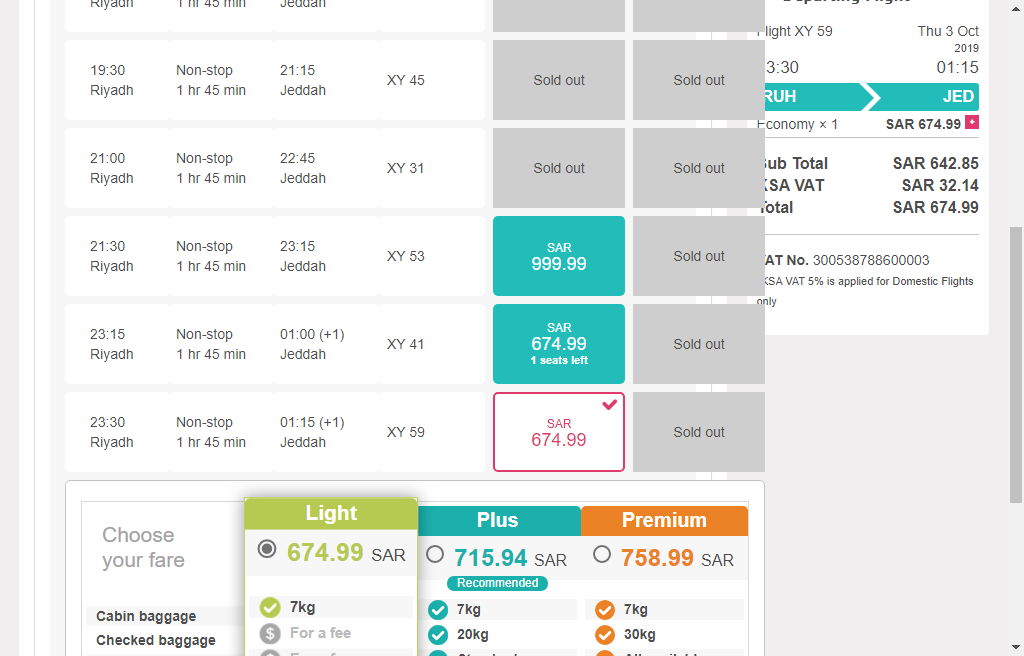 Riyadh 1 hr 45 min Jeddah
19:30 Non-stop 21:15
Riyadh 1 hr 45 min Jeddah
XY 45
Sold out
Sold out
21:00 Non-stop 22:45
Riyadh 1 hr 45 min Jeddah
XY 31
Sold out
Sold out
21:30 Non-stop 23:15
Riyadh 1 hr 45 min Jeddah
XY 53
SAR
999.99
Sold out
23:15 Non-stop 01:00 (+1)
Riyadh 1 hr 45 min Jeddah
XY 41
SAR
674.99
1 seats left
Sold out
23:30 Non-stop 01:15 (+1)
Riyadh 1 hr 45 min Jeddah
XY 59
SAR
674.99
Sold out
Choose
your fare
Cabin baggage
Checked baggage
Light
674.99 SAR
7kg
$ For a fee
Plus
715.94 SAR
Recommended
7kg
20kg
Premium
758.99 SAR
7kg
30kg
Flight XY 59 Thu 3 Oct
2019
3:30 01:15
RUH JED
Economy × 1 SAR 674.99 +
Sub Total SAR 642.85
KSA VAT SAR 32.14
Total SAR 674.99
VAT No. 300538788600003
KSA VAT 5% is applied for Domestic Flights
only